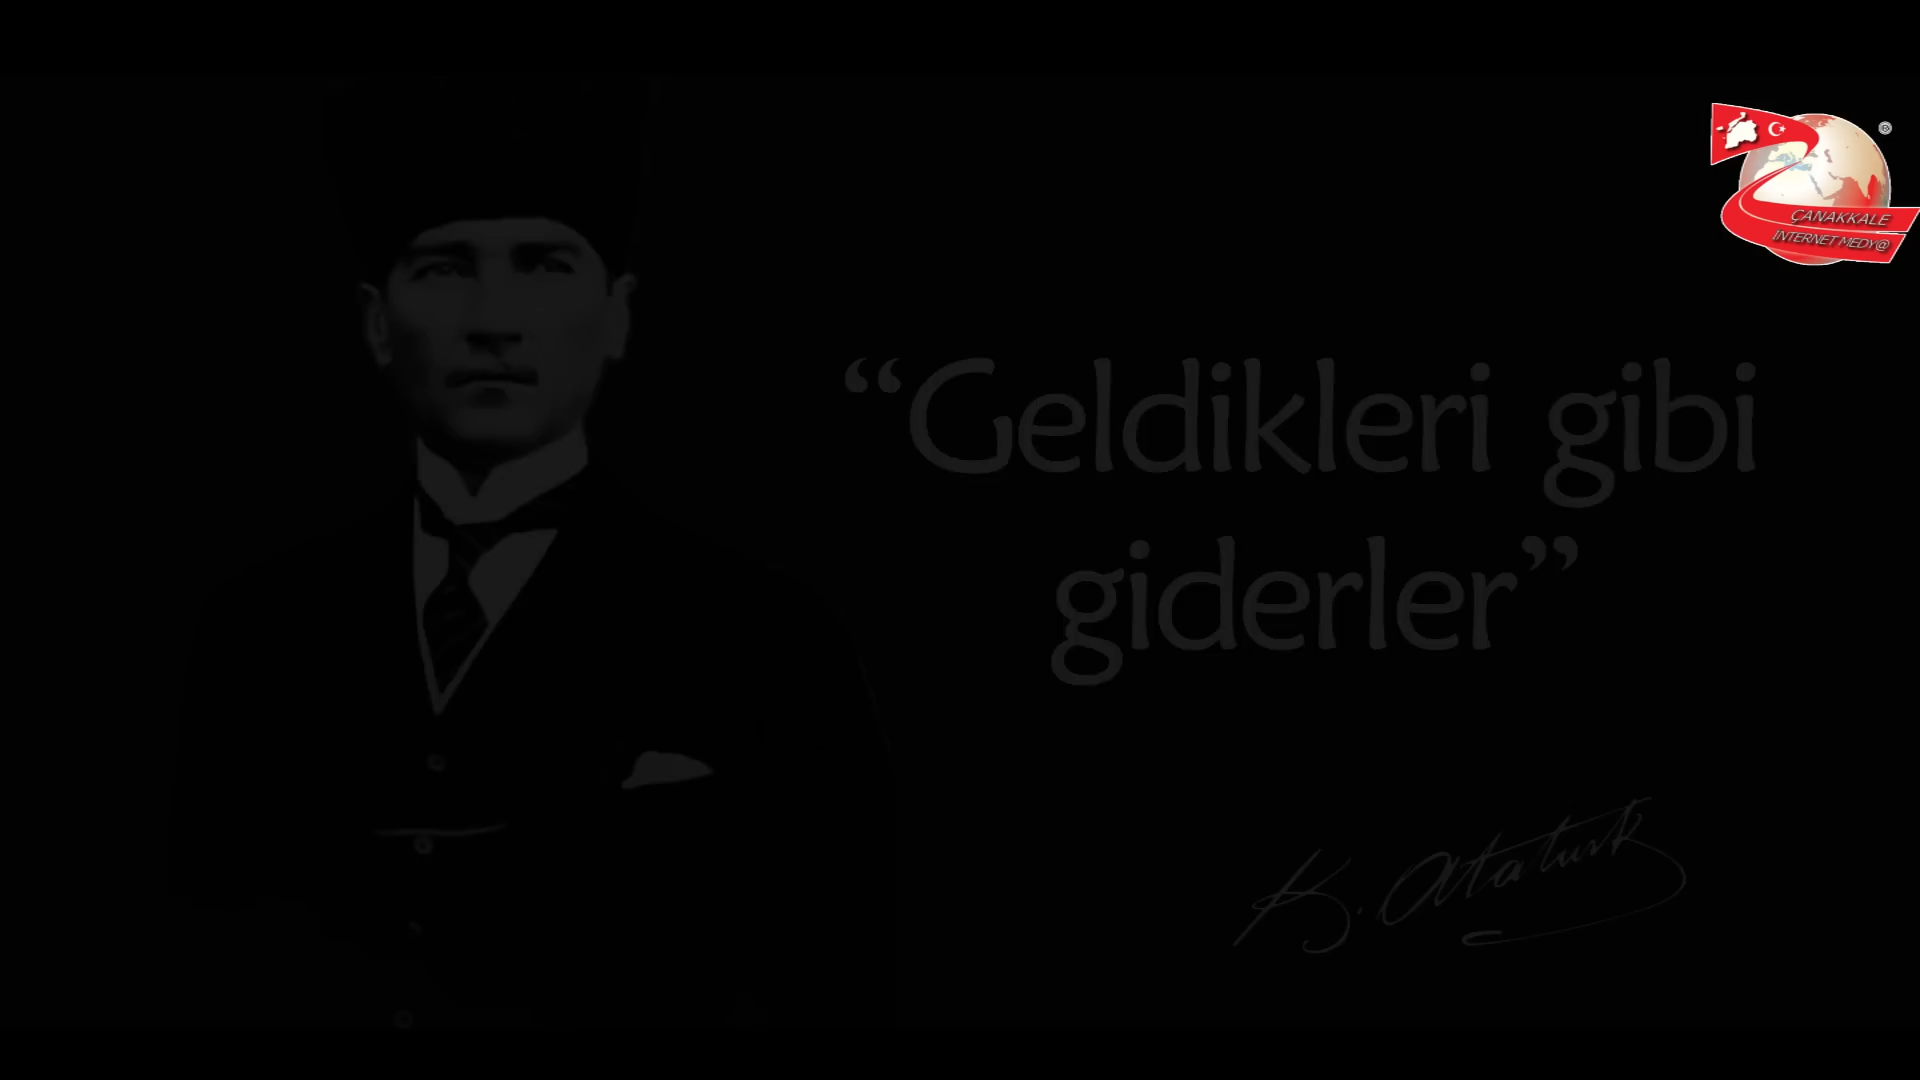 ®
ÇANAKKALE
İNTERNET MEDY@
“Geldikleri gibi
giderler”
K. Atatürk